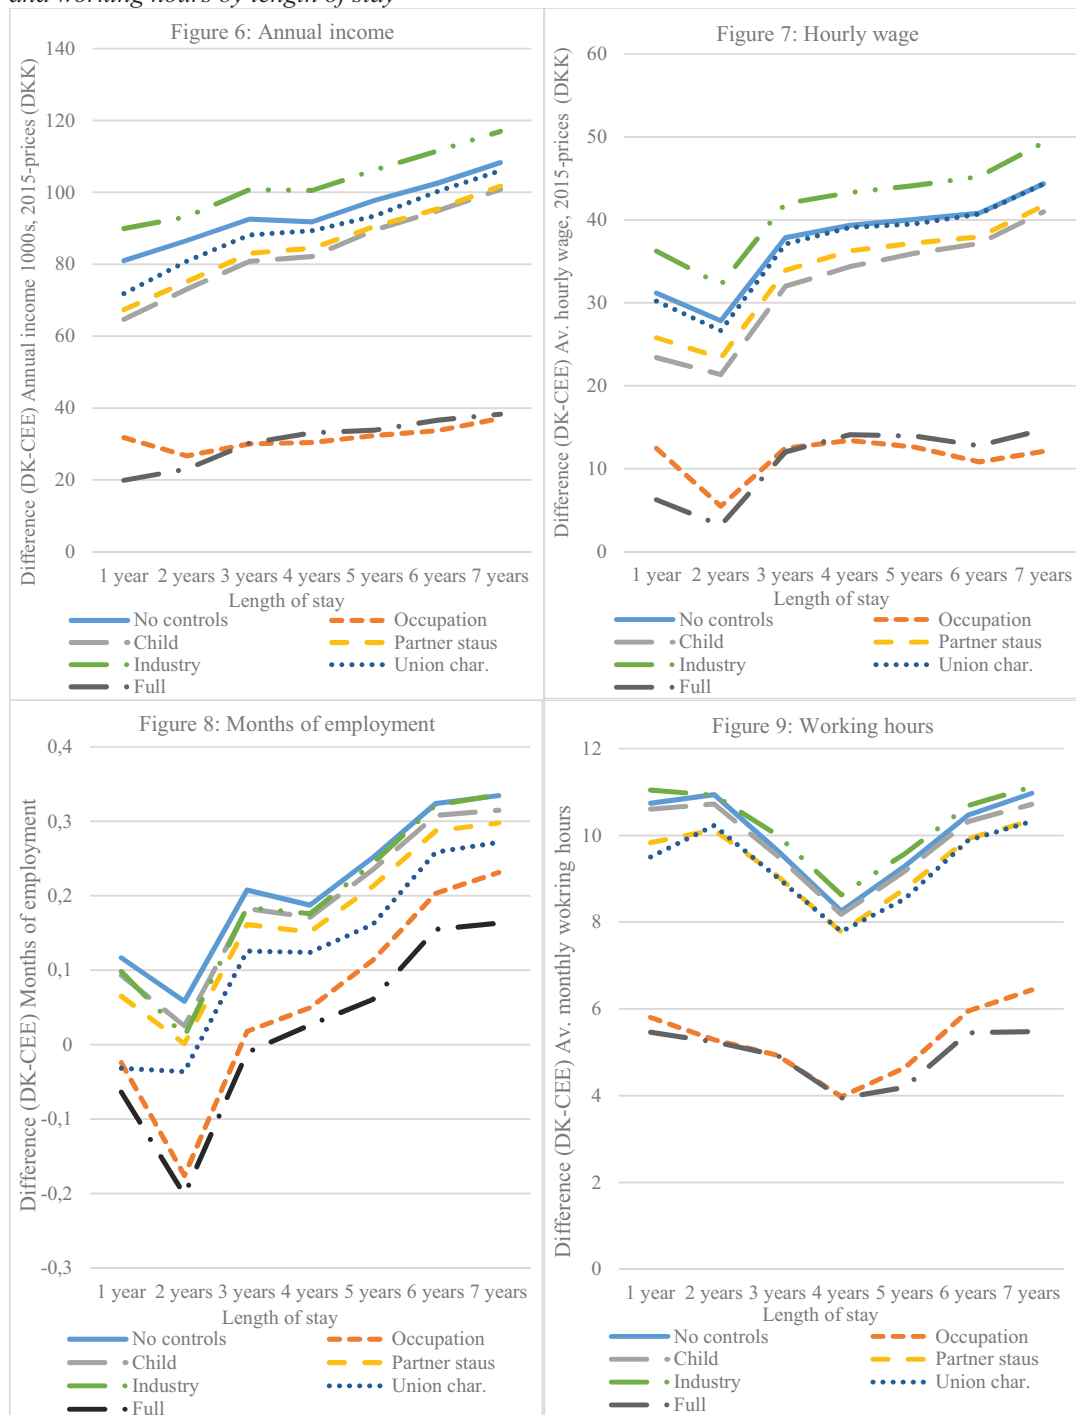 and working hours by length of stay
Figure 6: Annual income
Difference (DK-CEE) Annual income 1000s, 2015-prices (DKK)
140
120
100
80
60
40
20
0
1 year 2 years 3 years 4 years 5 years 6 years 7 years
Length of stay
No controls Occupation
Child Partner staus
Industry Union char.
Full
Figure 7: Hourly wage
Difference (DK-CEE) Av. hourly wage, 2015-prices (DKK)
60
50
40
30
20
10
0
1 year 2 years 3 years 4 years 5 years 6 years 7 years
Length of stay
No controls Occupation
Child Partner staus
Industry Union char.
Full
Figure 8: Months of employment
Difference (DK-CEE) Months of employment
0,4
0,3
0,2
0,1
0
-0,1
-0,2
-0,3
1 year 2 years 3 years 4 years 5 years 6 years 7 years
Length of stay
No controls Occupation
Child Partner staus
Industry Union char.
Full
Figure 9: Working hours
Difference (DK-CEE) Av. monthly wokring hours
12
10
8
6
4
2
0
1 year 2 years 3 years 4 years 5 years 6 years 7 years
Length of stay
No controls Occupation
Child Partner staus
Industry Union char.
Full